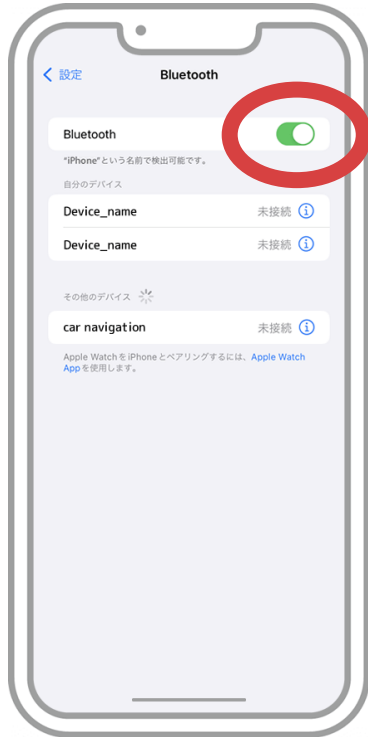 設定
Bluetooth
Bluetooth
“iPhone”という名前で検出可能です。
自分のデバイス
Device_name 未接続
Device_name 未接続
その他のデバイス
car navigation 未接続
Apple WatchをiPhoneとペアリングするには、Apple Watch
Appを使用します。